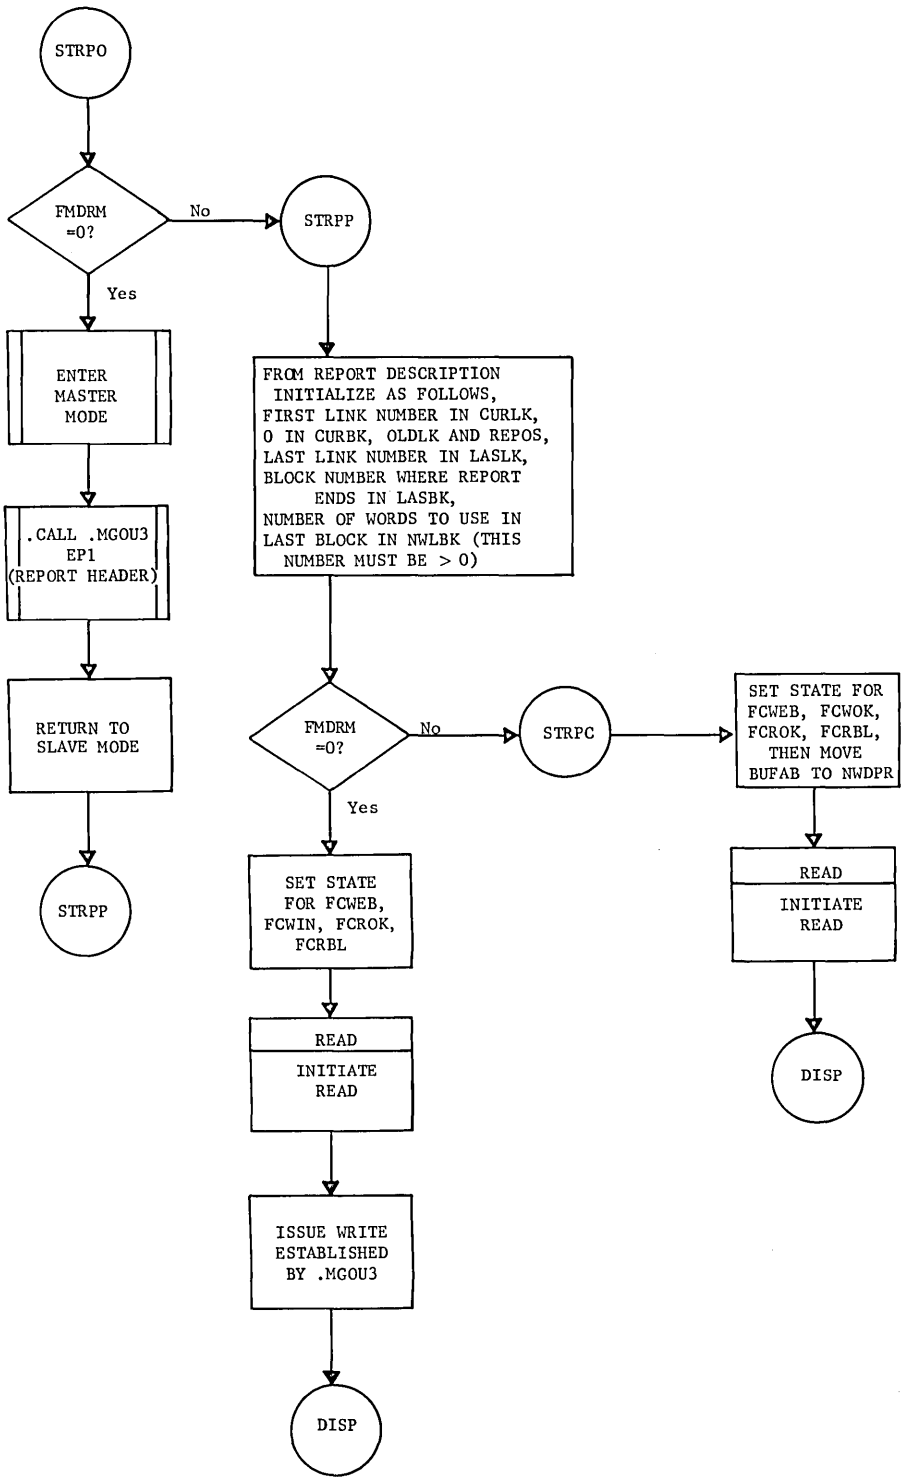 STRPO
FMDRM
=0?
No
Yes
ENTER
MASTER
MODE
.CALL .MGOU3
EP1
(REPORT HEADER)
RETURN TO
SLAVE MODE
STRPP
STRPP
FROM REPORT DESCRIPTION
INITIALIZE AS FOLLOWS,
FIRST LINK NUMBER IN CURLK,
0 IN CURBK, OLDLK AND REPOS,
LAST LINK NUMBER IN LASLK,
BLOCK NUMBER WHERE REPORT
ENDS IN LASBK,
NUMBER OF WORDS TO USE IN
LAST BLOCK IN NWLBK (THIS
NUMBER MUST BE > 0)
FMDRM
=0?
No
Yes
SET STATE
FOR FCWEB,
FCWIN, FCROK,
FCRBL
READ
INITIATE
READ
ISSUE WRITE
ESTABLISHED
BY .MGOU3
DISP
STRPC
SET STATE FOR
FCWEB, FCWOK,
FCROK, FCRBL,
THEN MOVE
BUFAB TO NWDPR
READ
INITIATE
READ
DISP